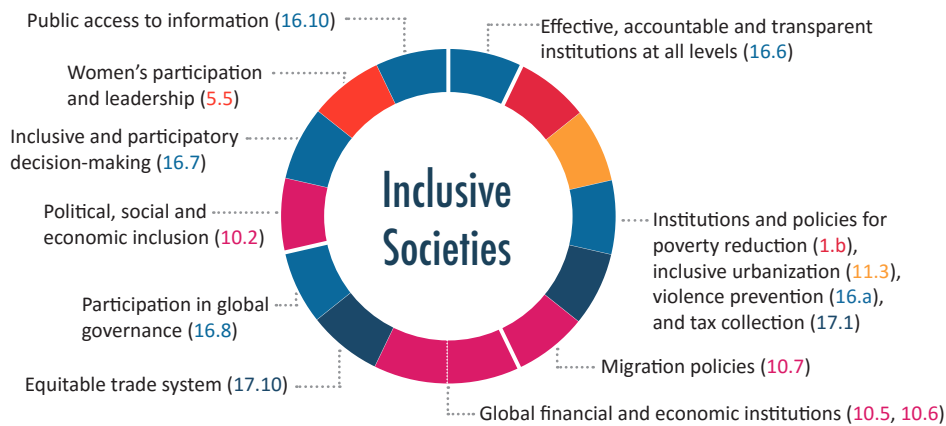 Public access to information (16.10)
Effective, accountable and transparent
institutions at all levels (16.6)
Women's participation
and leadership (5.5)
Inclusive and participatory
decision-making (16.7)
Political, social and
economic inclusion (10.2)
Participation in global
governance (16.8)
Equitable trade system (17.10)
Inclusive
Societies
Institutions and policies for
poverty reduction (1.b),
inclusive urbanization (11.3),
violence prevention (16.a),
and tax collection (17.1)
Migration policies (10.7)
Global financial and economic institutions (10.5, 10.6)